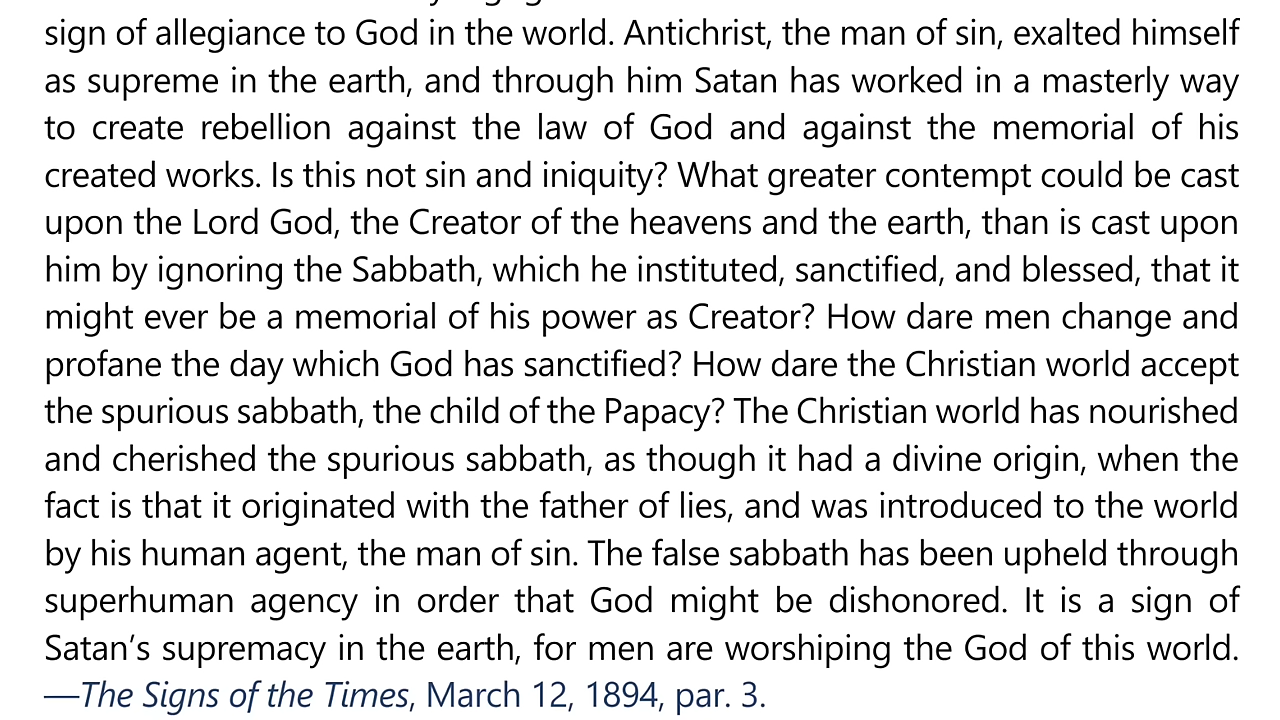 sign of allegiance to God in the world. Antichrist, the man of sin, exalted himself
as supreme in the earth, and through him Satan has worked in a masterly way
to create rebellion against the law of God and against the memorial of his
created works. Is this not sin and iniquity? What greater contempt could be cast
upon the Lord God, the Creator of the heavens and the earth, than is cast upon
him by ignoring the Sabbath, which he instituted, sanctified, and blessed, that it
might ever be a memorial of his power as Creator? How dare men change and
profane the day which God has sanctified? How dare the Christian world accept
the spurious sabbath, the child of the Papacy? The Christian world has nourished
and cherished the spurious sabbath, as though it had a divine origin, when the
fact is that it originated with the father of lies, and was introduced to the world
by his human agent, the man of sin. The false sabbath has been upheld through
superhuman agency in order that God might be dishonored. It is a sign of
Satan’s supremacy in the earth, for men are worshiping the God of this world.
—The Signs of the Times, March 12, 1894, par. 3.